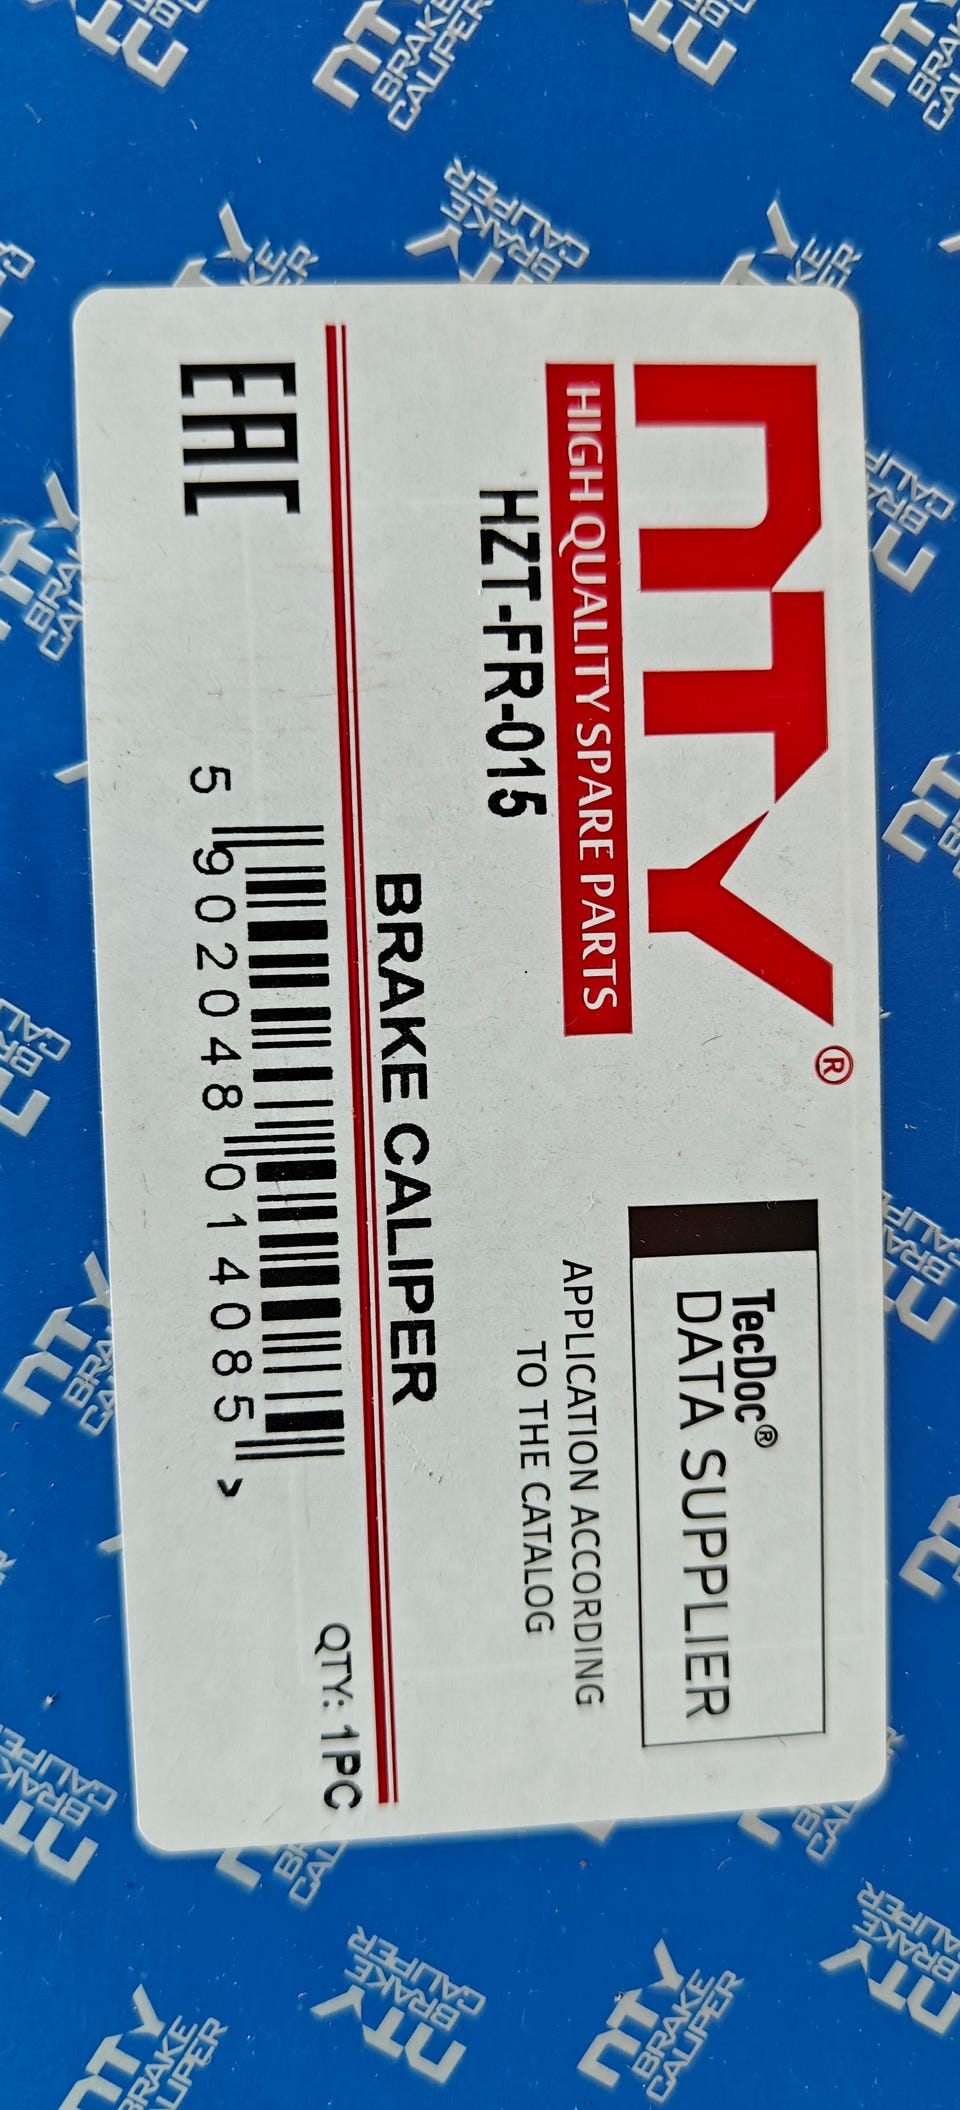 NTY®
HIGH QUALITY SPARE PARTS
HZT-FR-015
TecDoc®
DATA SUPPLIER
APPLICATION ACCORDING
TO THE CATALOG
BRAKE CALIPER
EAC
5 902048 014085 >
QTY: 1PC
NTY
BRAKE
CALIPER